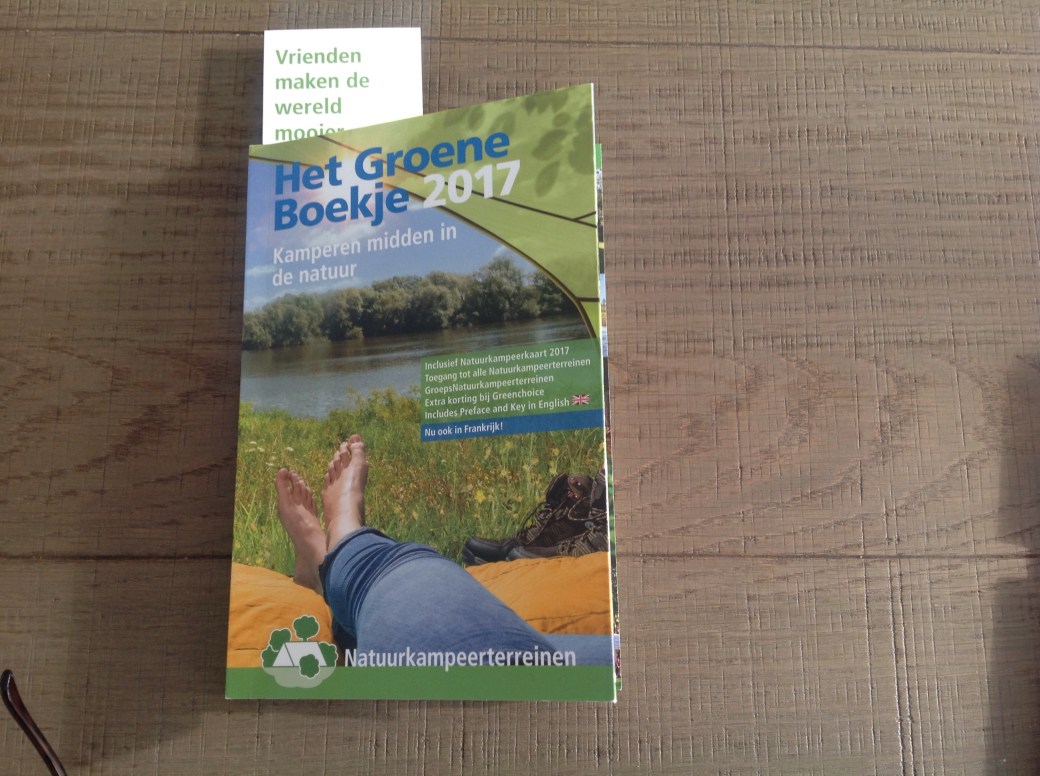 Vrienden
maken de
wereld
mooier
Het Groene
Boekje 2017
Kamperen midden in
de natuur
Inclusief Natuurkampeerkaart 2017
Toegang tot alle Natuurkampeerterreinen
GroepsNatuurkampeerterreinen
Extra korting bij Greenchoice
Includes Preface and Key in English
Nu ook in Frankrijk!
Natuurkampeerterreinen